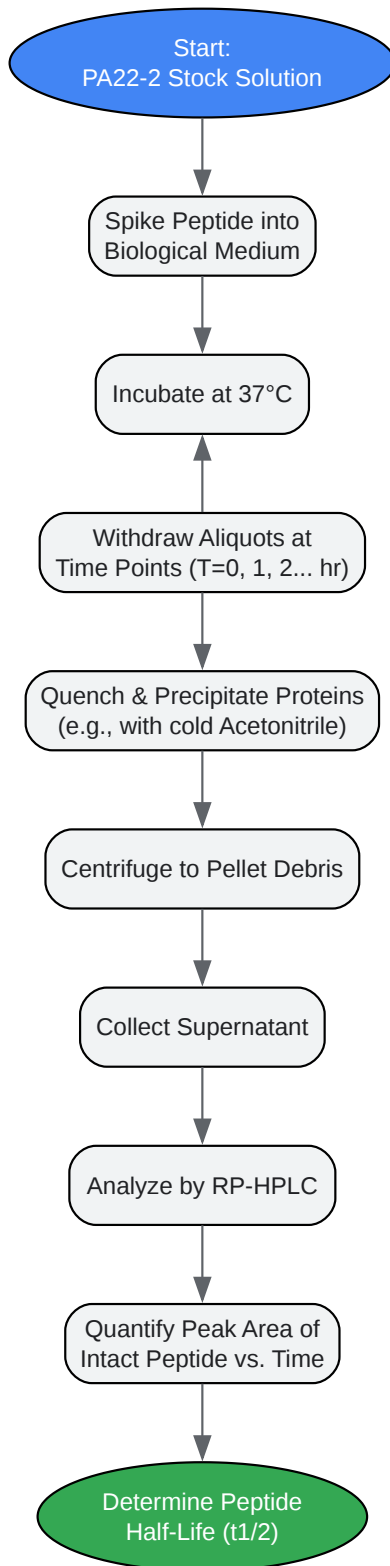 Start:
PA22-2 Stock Solution
Spike Peptide into
Biological Medium
Incubate at 37°C
Withdraw Aliquots at
Time Points (T=0, 1, 2... hr)
Quench & Precipitate Proteins
(e.g., with cold Acetonitrile)
Centrifuge to Pellet Debris
Collect Supernatant
Analyze by RP-HPLC
Quantify Peak Area of
Intact Peptide vs. Time
Determine Peptide
Half-Life (t1/2)